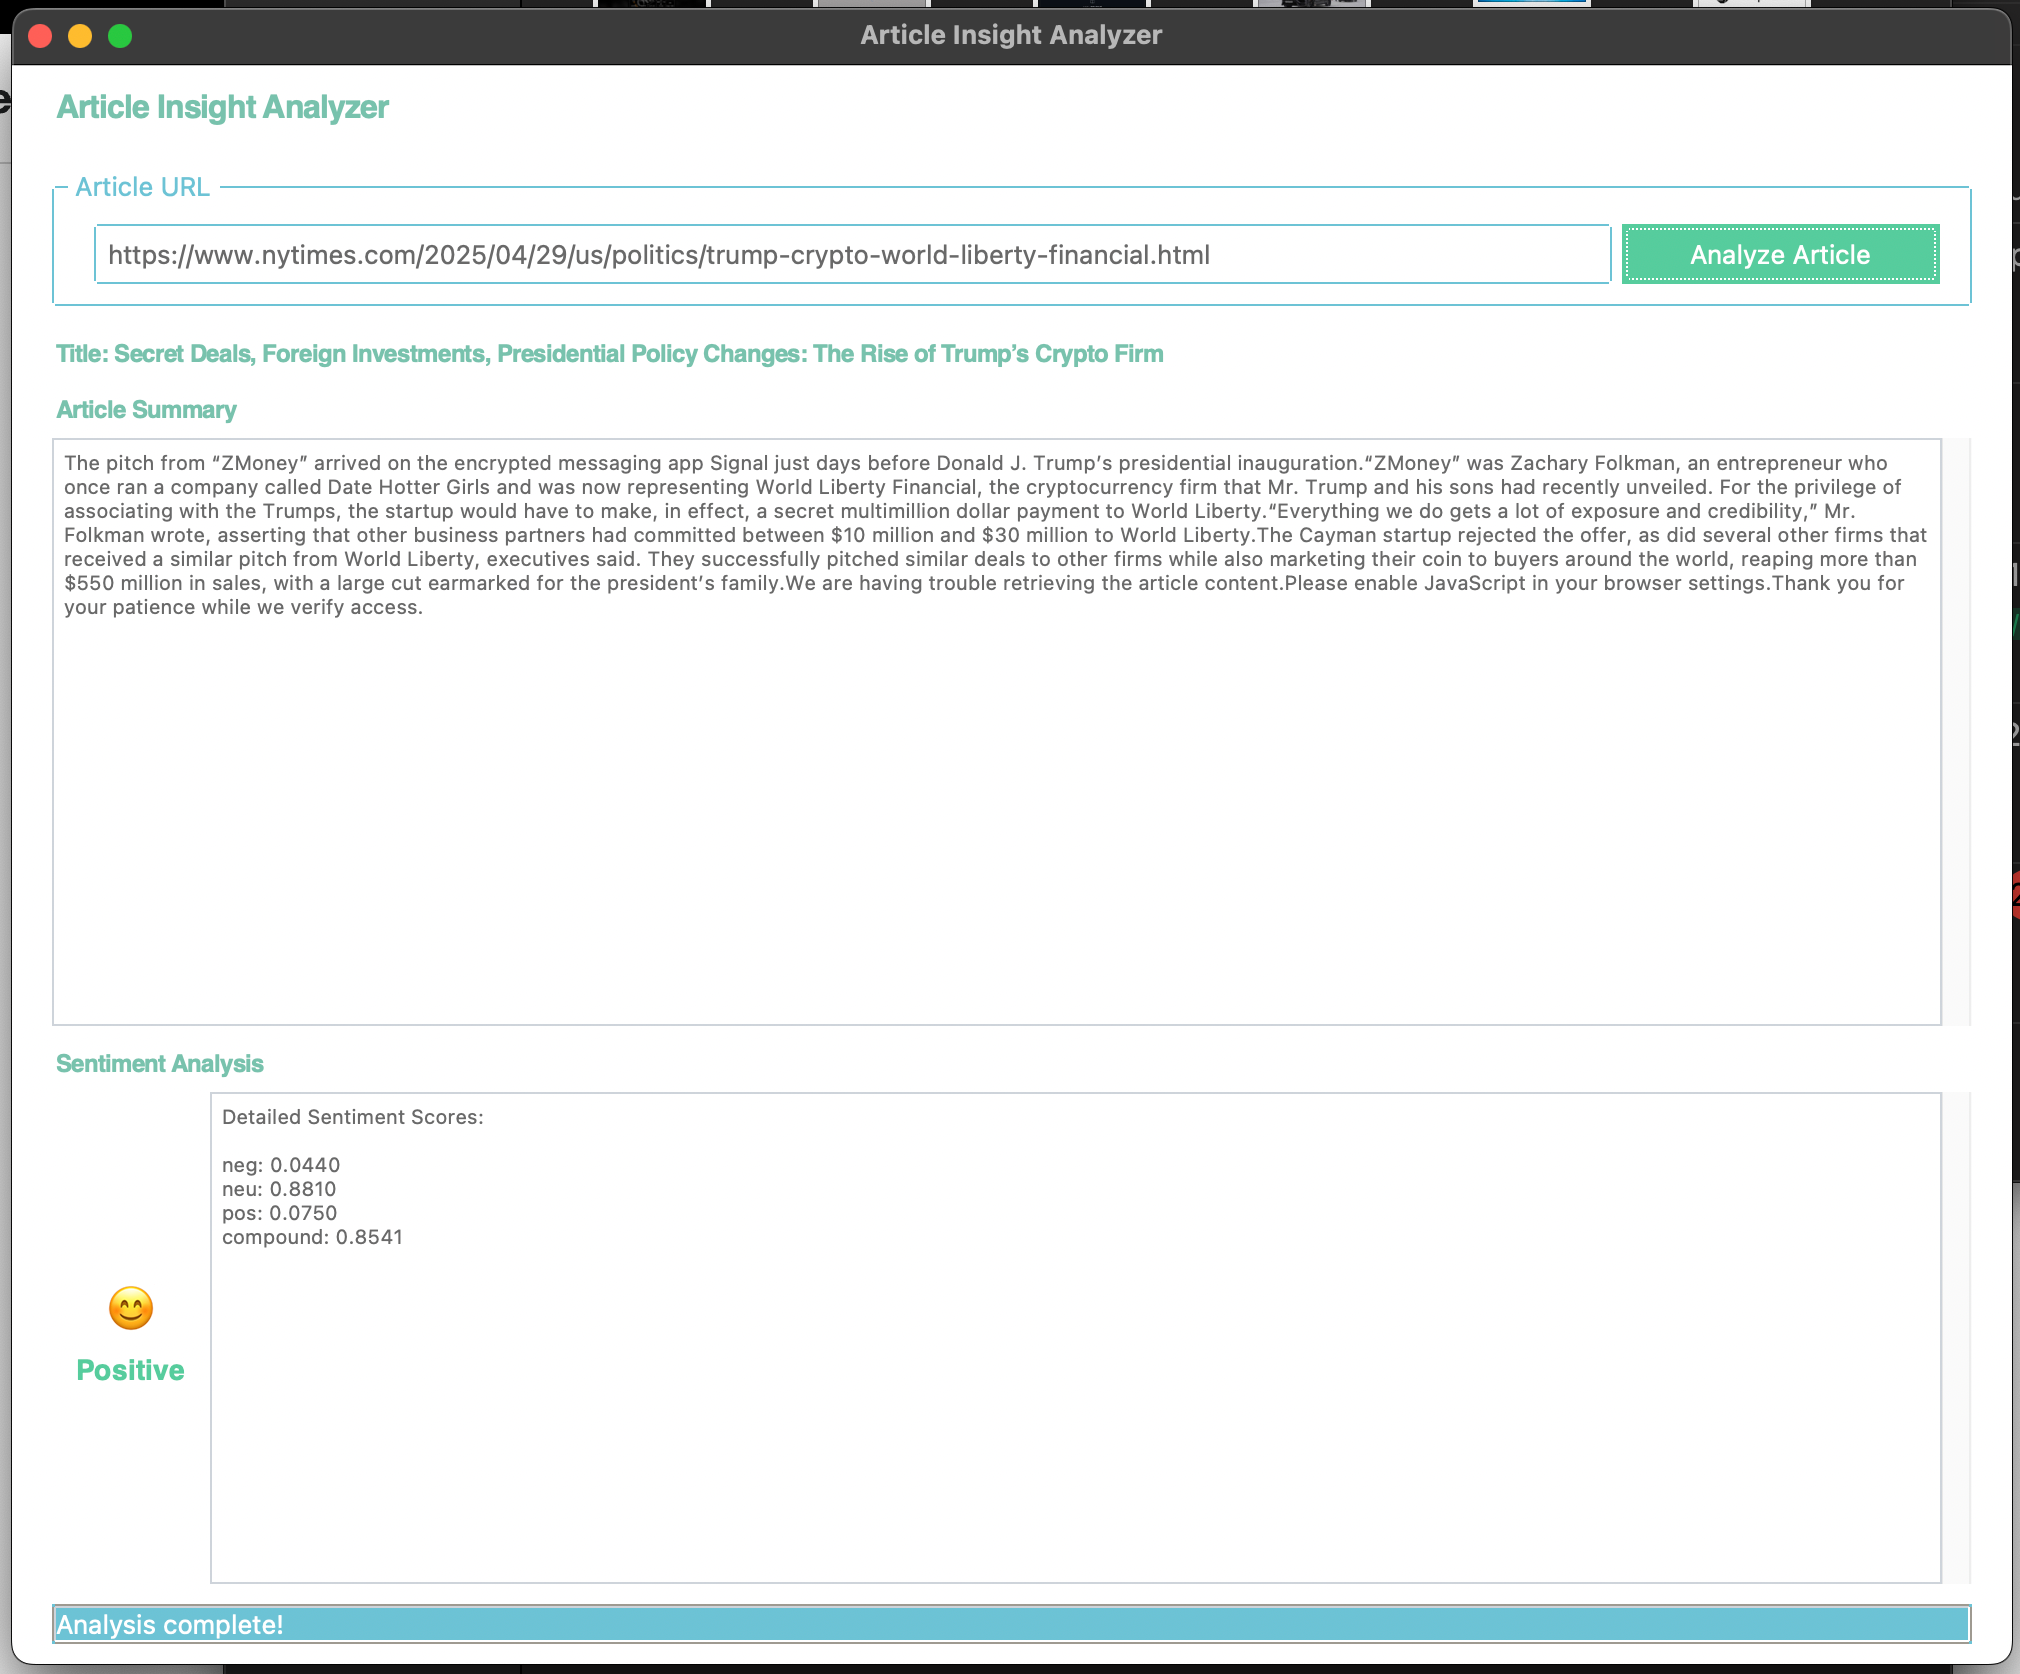 Article Insight Analyzer
Article Insight Analyzer
Article URL
https://www.nytimes.com/2025/04/29/us/politics/trump-crypto-world-liberty-financial.html
Analyze Article
Title: Secret Deals, Foreign Investments, Presidential Policy Changes: The Rise of Trump’s Crypto Firm
Article Summary
The pitch from “ZMoney” arrived on the encrypted messaging app Signal just days before Donald J. Trump’s presidential inauguration.“ZMoney” was Zachary Folkman, an entrepreneur who
once ran a company called Date Hotter Girls and was now representing World Liberty Financial, the cryptocurrency firm that Mr. Trump and his sons had recently unveiled. For the privilege of
associating with the Trumps, the startup would have to make, in effect, a secret multimillion dollar payment to World Liberty.“Everything we do gets a lot of exposure and credibility,” Mr.
Folkman wrote, asserting that other business partners had committed between $10 million and $30 million to World Liberty.The Cayman startup rejected the offer, as did several other firms that
received a similar pitch from World Liberty, executives said. They successfully pitched similar deals to other firms while also marketing their coin to buyers around the world, reaping more than
$550 million in sales, with a large cut earmarked for the president’s family.We are having trouble retrieving the article content.Please enable JavaScript in your browser settings.Thank you for
your patience while we verify access.
Sentiment Analysis
Detailed Sentiment Scores:
neg: 0.0440
neu: 0.8810
pos: 0.0750
compound: 0.8541
Positive
Analysis complete!